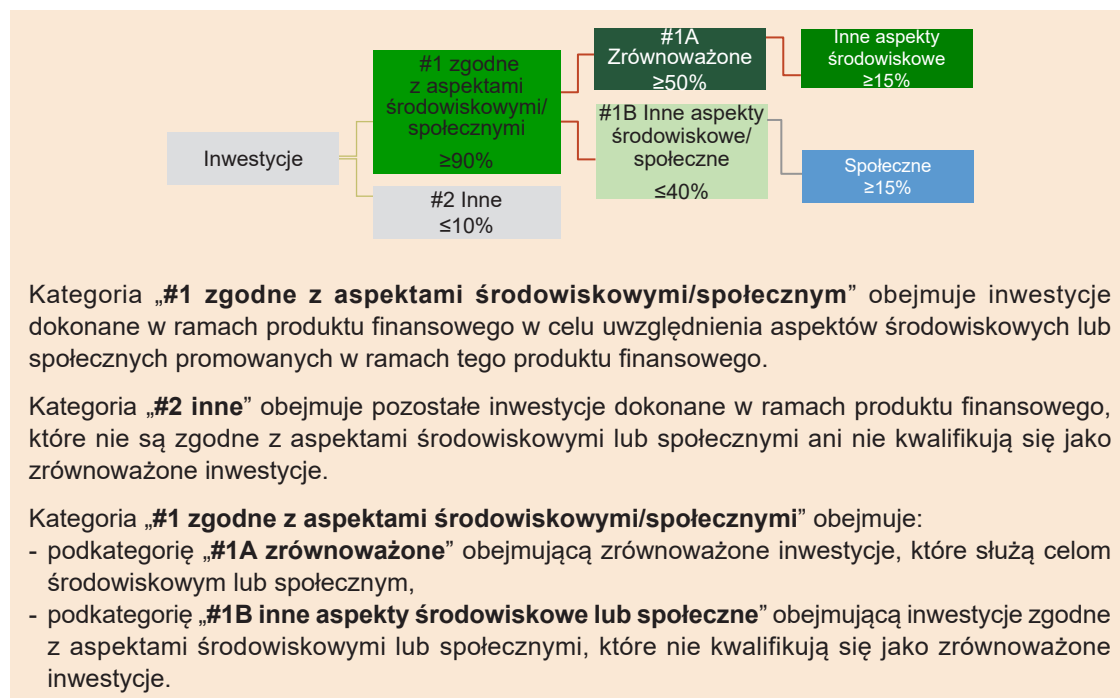 Inwestycje
#1 zgodne
z aspektami
środowiskowymi/
społecznymi
≥90%
#2 Inne
≤10%
#1A
Zrównoważone
≥50%
#1B Inne aspekty
środowiskowe/
społeczne
≤40%
Inne aspekty
środowiskowe
≥15%
Społeczne
≥15%
Kategoria „#1 zgodne z aspektami środowiskowymi/społecznym” obejmuje inwestycje
dokonane w ramach produktu finansowego w celu uwzględnienia aspektów środowiskowych lub
społecznych promowanych w ramach tego produktu finansowego.
Kategoria „#2 inne” obejmuje pozostałe inwestycje dokonane w ramach produktu finansowego,
które nie są zgodne z aspektami środowiskowymi lub społecznymi ani nie kwalifikują się jako
zrównoważone inwestycje.
Kategoria „#1 zgodne z aspektami środowiskowymi/społecznymi” obejmuje:
- podkategorię „#1A zrównoważone” obejmującą zrównoważone inwestycje, które służą celom
środowiskowym lub społecznym,
- podkategorię „#1B inne aspekty środowiskowe lub społeczne” obejmującą inwestycje zgodne
z aspektami środowiskowymi lub społecznymi, które nie kwalifikują się jako zrównoważone
inwestycje.